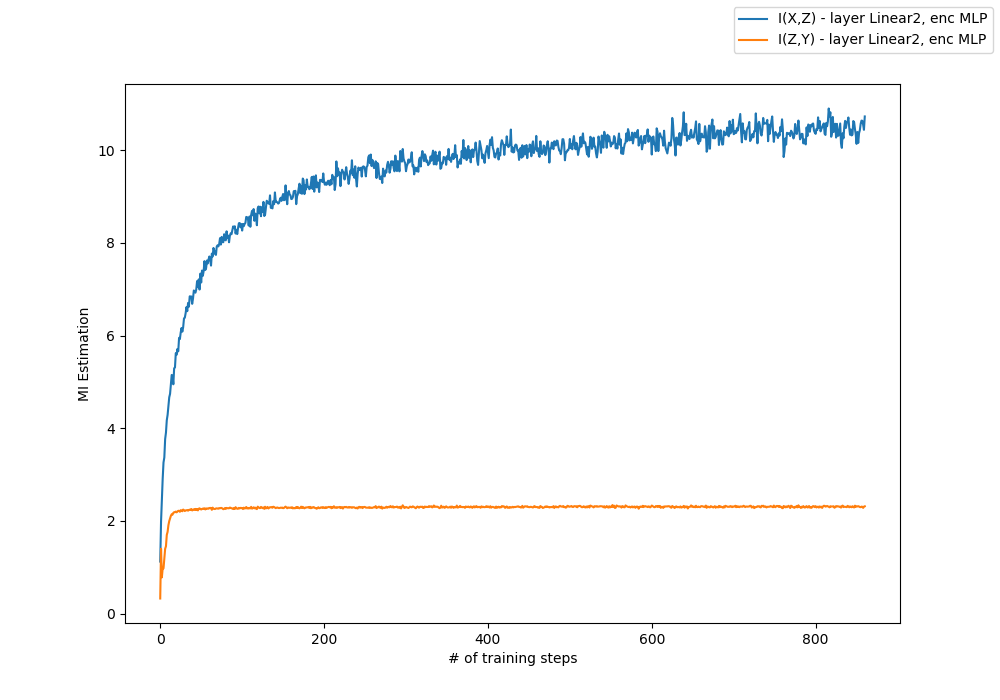 I(X,Z) - layer Linear2, enc MLP
I(Z,Y) - layer Linear2, enc MLP
10
8
6
4
2
0
MI Estimation
0 200 400 600 800
# of training steps